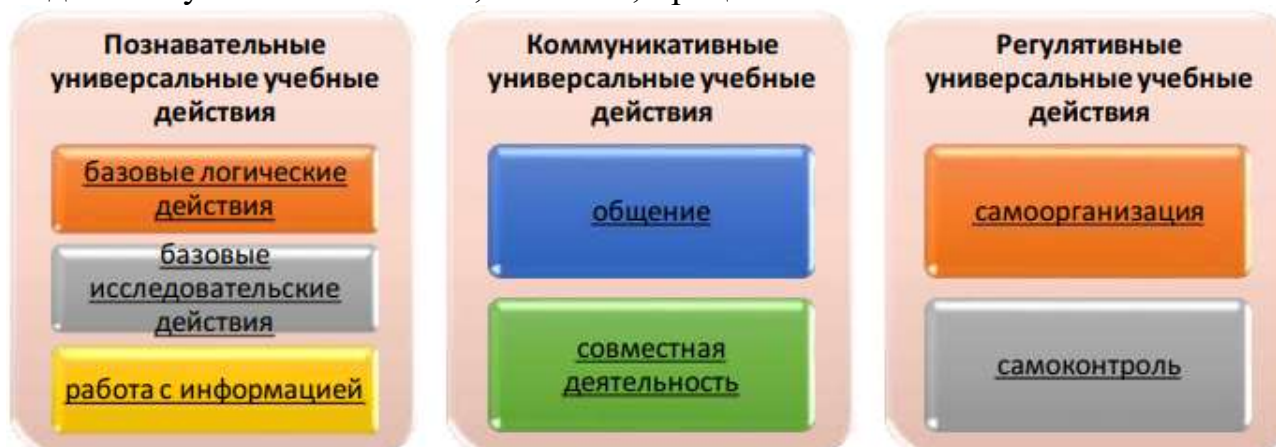 Познавательные
универсальные учебные
действия
базовые логические
действия
базовые
исследовательские
действия
работа с информацией
Коммуникативные
универсальные учебные
действия
общение
совместная
деятельность
Регулятивные
универсальные учебные
действия
самоорганизация
самоконтроль